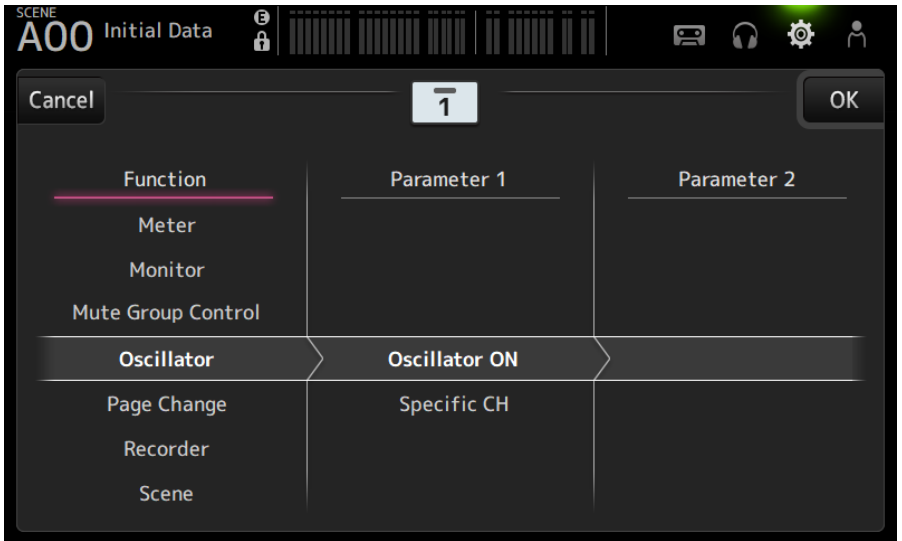 SCENE
A00 Initial Data
E
Cancel
1
OK
Function Parameter 1 Parameter 2
Meter
Monitor
Mute Group Control
Oscillator Oscillator ON
Page Change Specific CH
Recorder
Scene